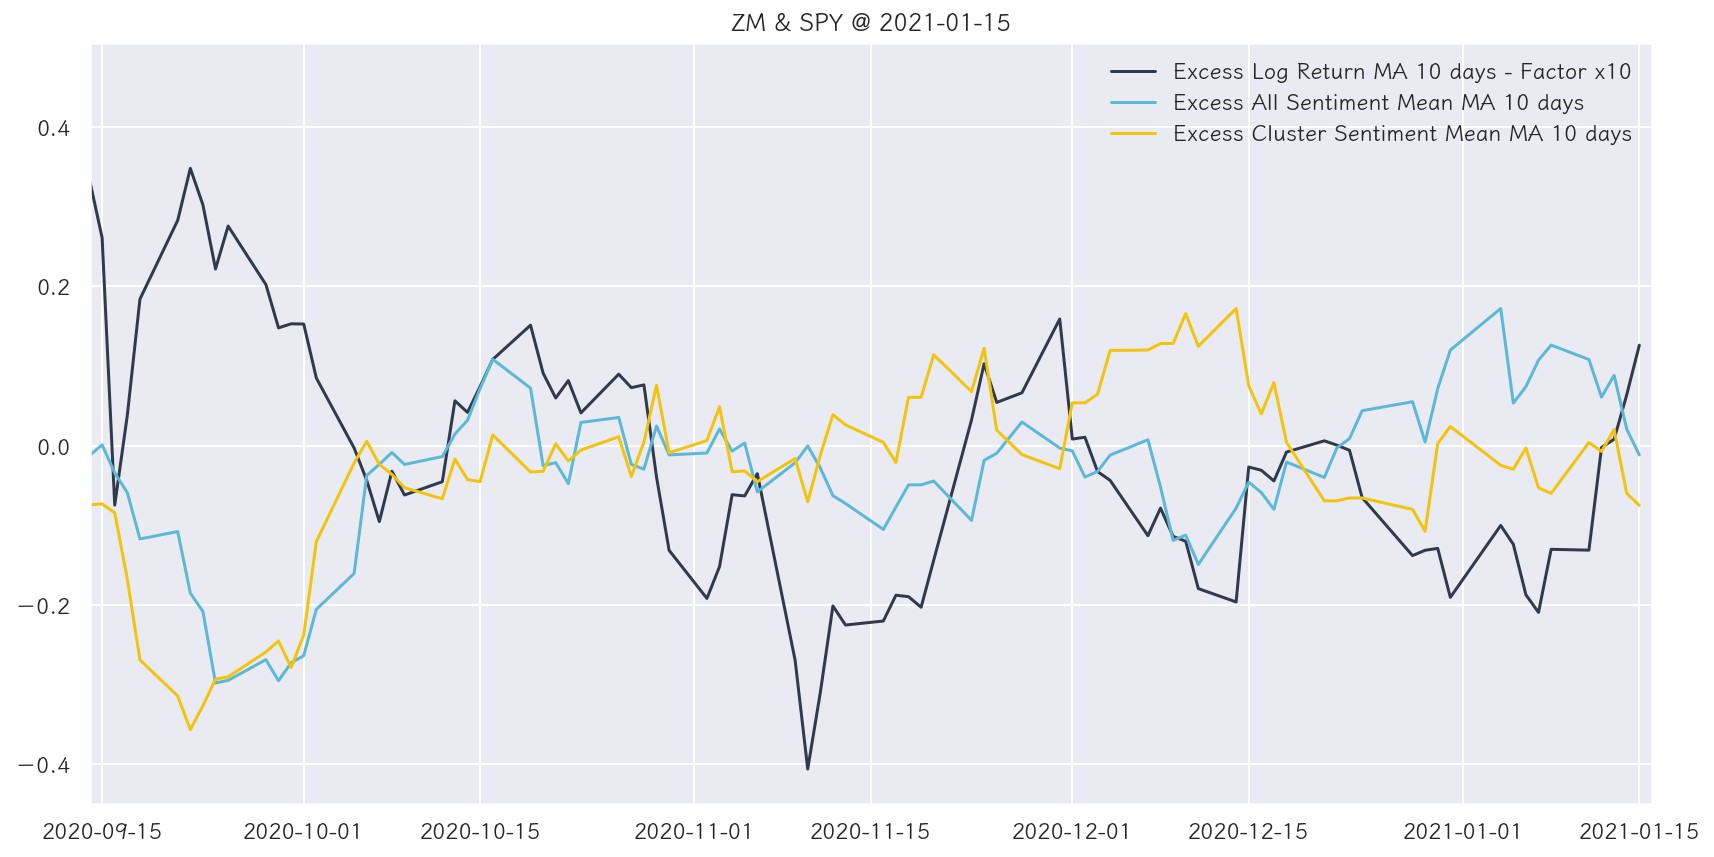 ZM & SPY @ 2021-01-15
Excess Log Return MA 10 days - Factor x10
Excess All Sentiment Mean MA 10 days
Excess Cluster Sentiment Mean MA 10 days
0.4
0.2
0.0
−0.2
−0.4
2020-09-15 2020-10-01 2020-10-15 2020-11-01 2020-11-15 2020-12-01 2020-12-15 2021-01-01 2021-01-15